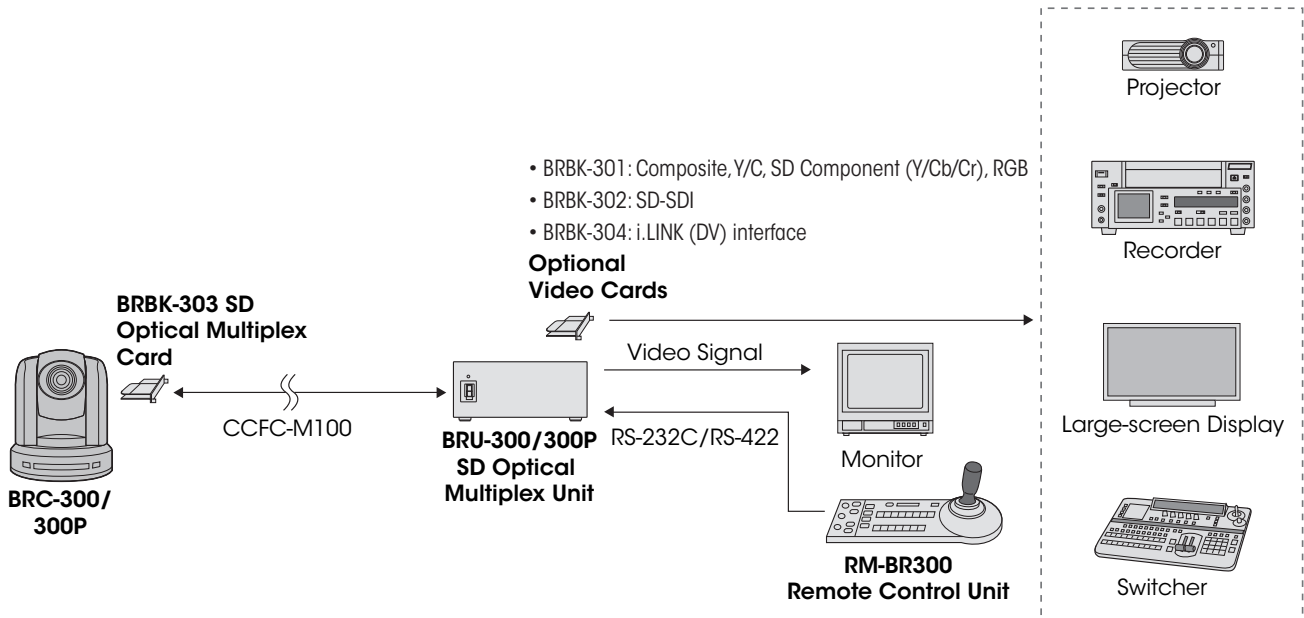 Projector
• BRBK-301: Composite, Y/C, SD Component (Y/Cb/Cr), RGB
• BRBK-302: SD-SDI
• BRBK-304: i.LINK (DV) interface
Optional
Video Cards
Recorder
BRBK-303 SD
Optical Multiplex
Card
Video Signal
CCFC-M100
BRC-300/
300P
BRU-300/300P
SD Optical
Multiplex Unit
RS-232C/RS-422
Monitor
Large-screen Display
RM-BR300
Remote Control Unit
Switcher